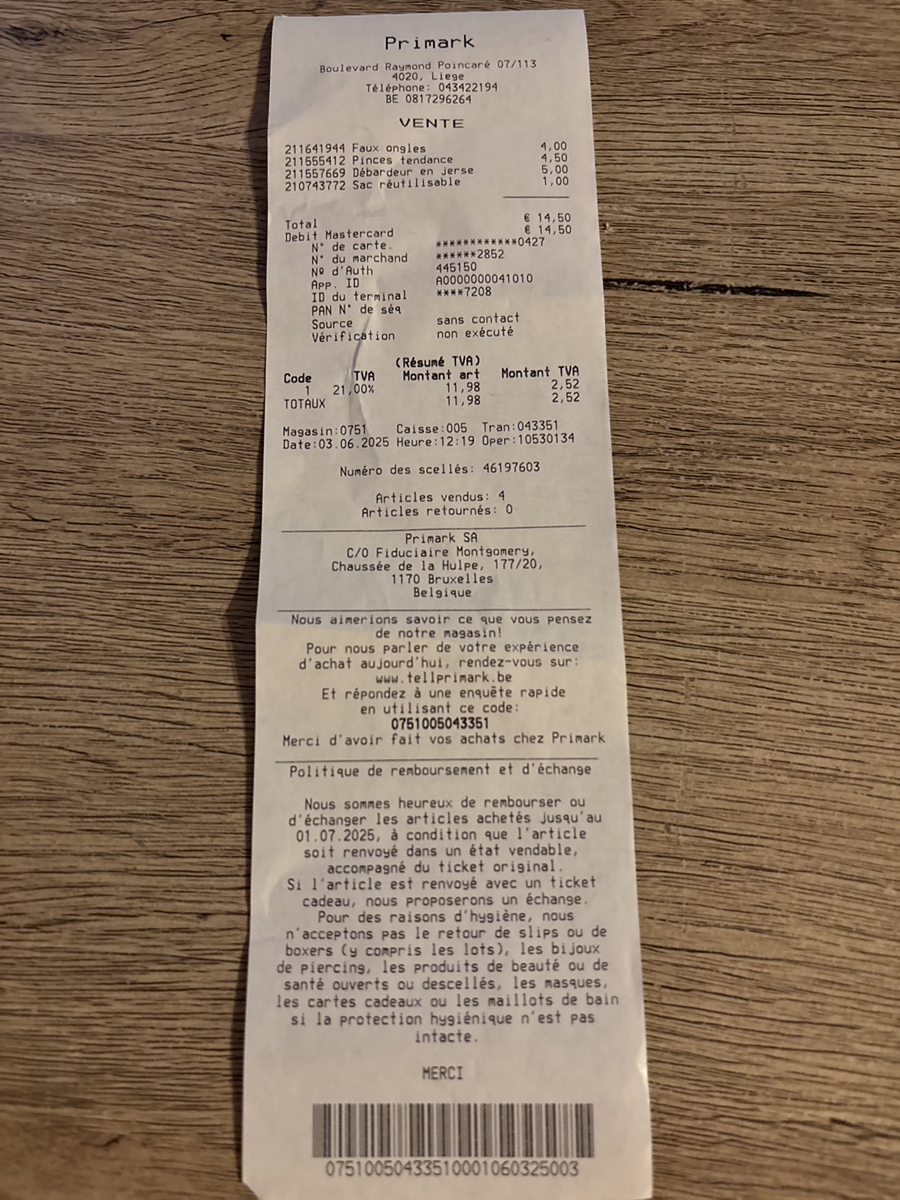 Primark
Boulevard Raymond Poincaré 07/113
4020, Liege
Téléphone: 043422194
BE 0817296264
VENTE
211641944 Faux ongles 4,00
211555412 Pinces tendance 4,50
211557669 Débardeur en jerse 5,00
210743772 Sac réutilisable 1,00
Total € 14,50
Debit Mastercard € 14,50
N° de carte. ************0427
N° du marchand ******2852
Nº d'Auth 445150
App. ID A0000000041010
ID du terminal ****7208
PAN N° de séq
Source sans contact
Vérification non exécuté
(Résumé TVA)
Code TVA Montant art Montant TVA
1 21,00% 11,98 2,52
TOTAUX 11,98 2,52
Magasin:0751 Caisse:005 Tran:043351
Date:03.06.2025 Heure:12:19 Oper:10530134
Numéro des scellés: 46197603
Articles vendus: 4
Articles retournés: 0
Primark SA
C/O Fiduciaire Montgomery,
Chaussée de la Hulpe, 177/20,
1170 Bruxelles
Belgique
Nous aimerions savoir ce que vous pensez
de notre magasin!
Pour nous parler de votre expérience
d'achat aujourd'hui, rendez-vous sur:
www.tellprimark.be
Et répondez à une enquête rapide
en utilisant ce code:
0751005043351
Merci d'avoir fait vos achats chez Primark
Politique de remboursement et d'échange
Nous sommes heureux de rembourser ou
d'échanger les articles achetés jusqu'au
01.07.2025, à condition que l'article
soit renvoyé dans un état vendable,
accompagné du ticket original.
Si l'article est renvoyé avec un ticket
cadeau, nous proposerons un échange.
Pour des raisons d'hygiène, nous
n'acceptons pas le retour de slips ou de
boxers (y compris les lots), les bijoux
de piercing, les produits de beauté ou de
santé ouverts ou descellés, les masques,
les cartes cadeaux ou les maillots de bain
si la protection hygiénique n'est pas
intacte.
MERCI
07510050433510001060325003